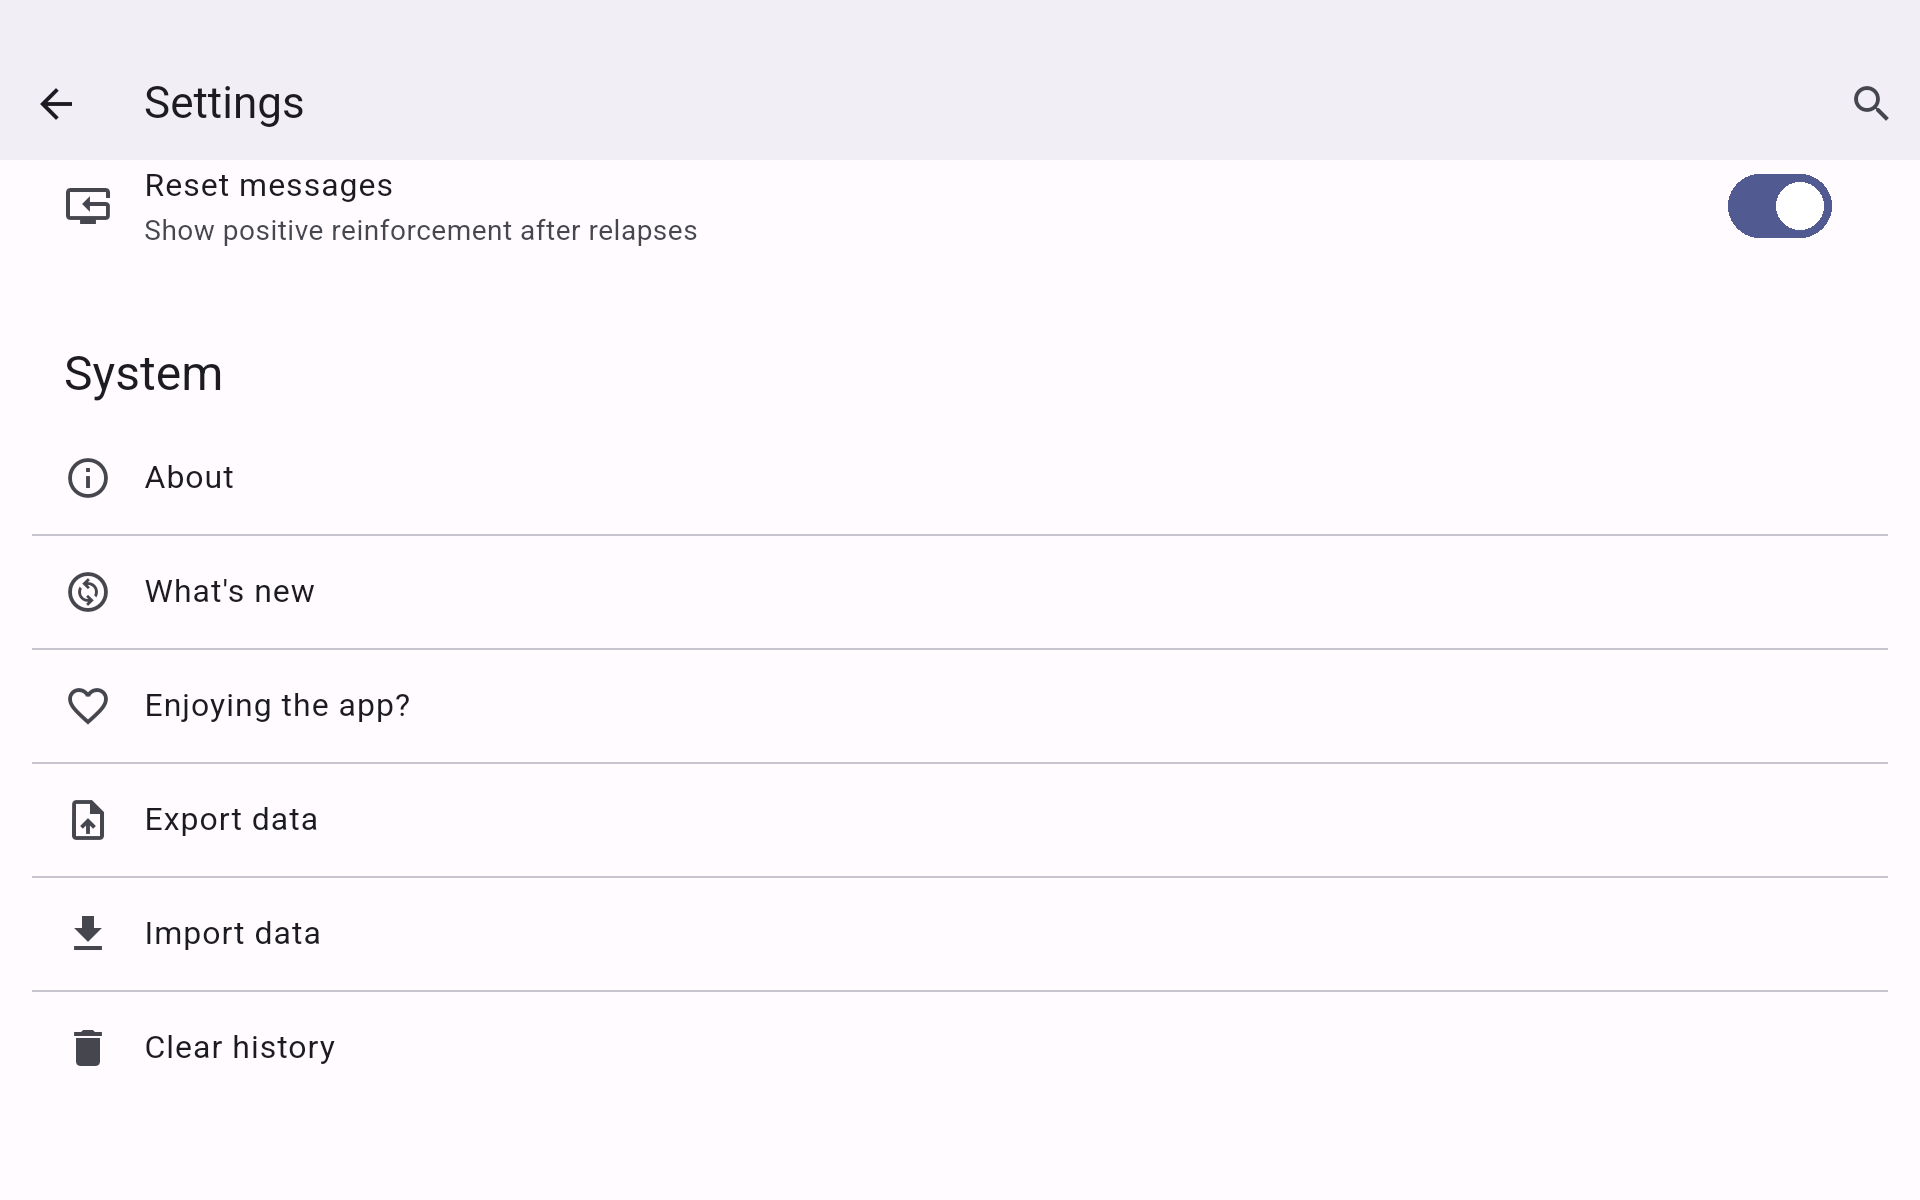 Settings
Reset messages
Show positive reinforcement after relapses
System
About
What's new
Enjoying the app?
Export data
Import data
Clear history